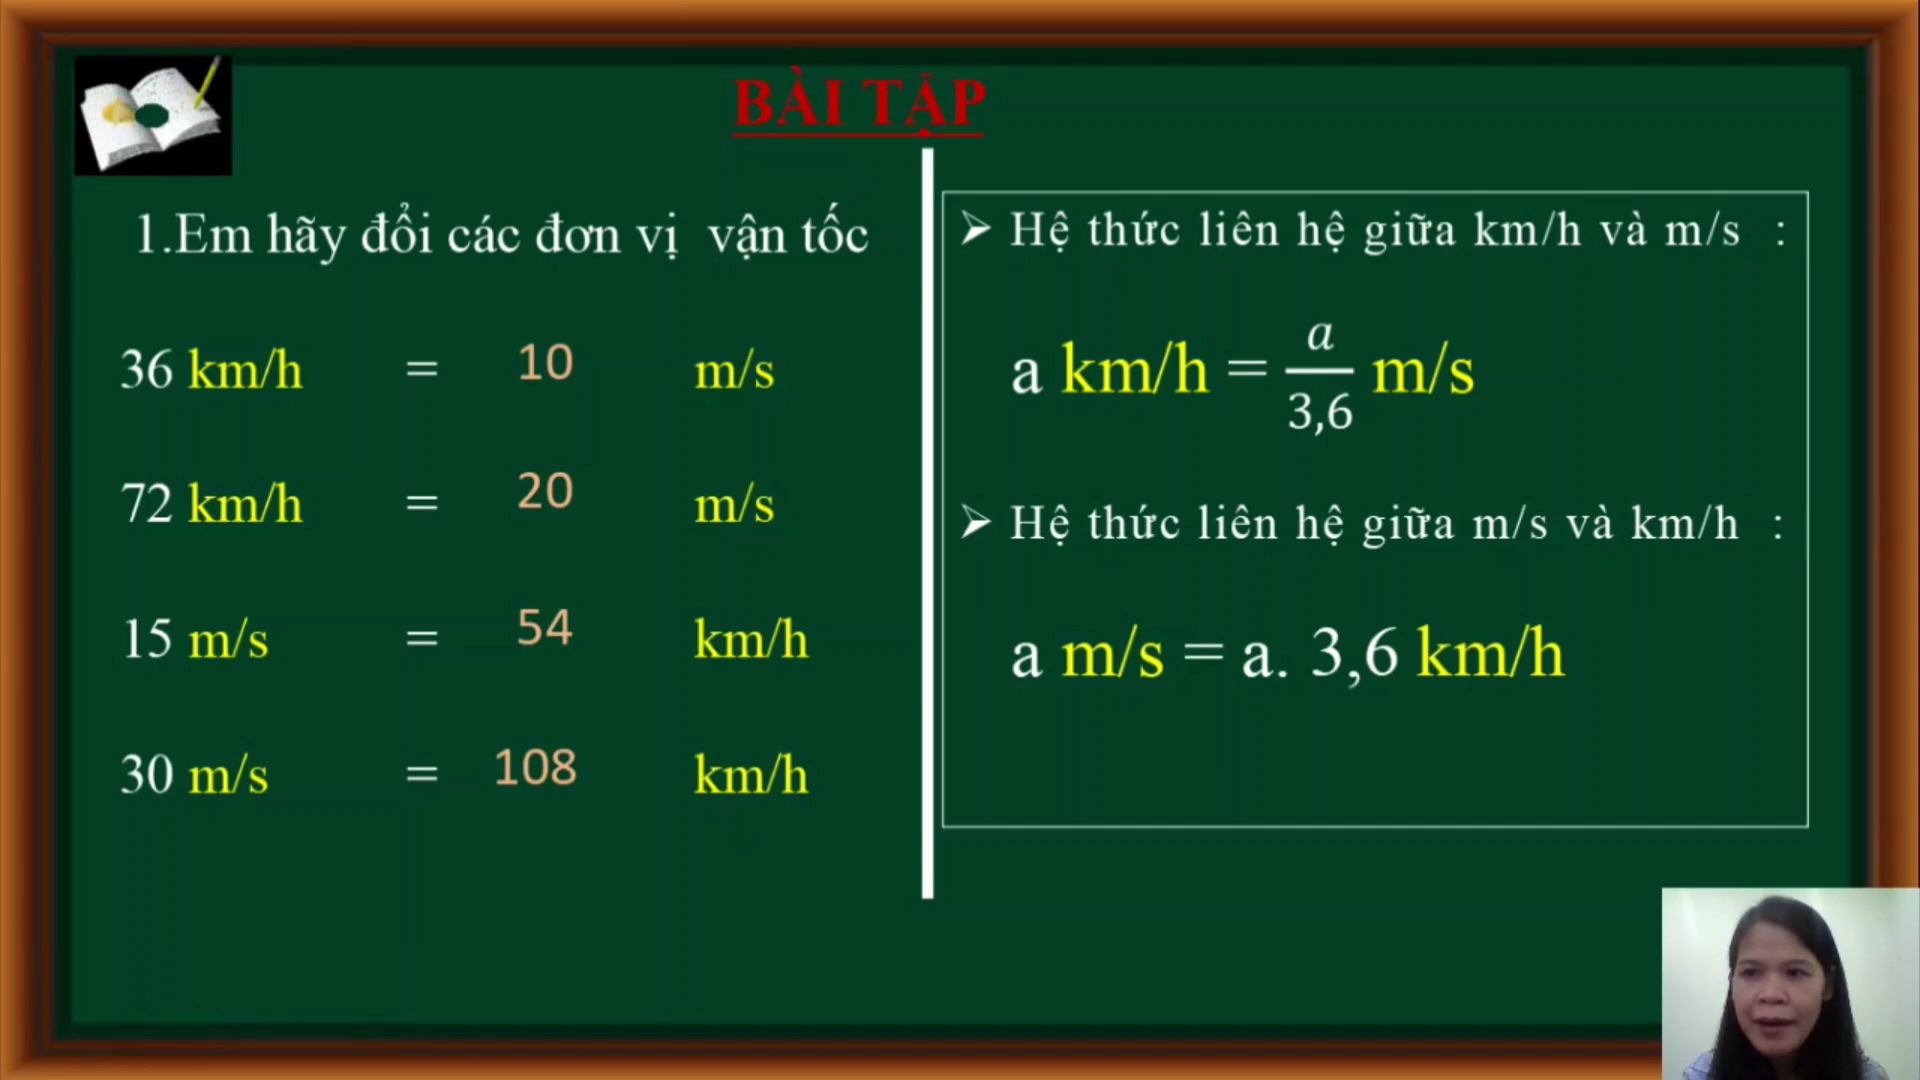 BÀI TẬP
1.Em hãy đổi các đơn vị vận tốc
36 km/h = 10 m/s
72 km/h = 20 m/s
15 m/s = 54 km/h
30 m/s = 108 km/h
➢ Hệ thức liên hệ giữa km/h và m/s :
a km/h = a/3,6 m/s
➢ Hệ thức liên hệ giữa m/s và km/h :
a m/s = a. 3,6 km/h